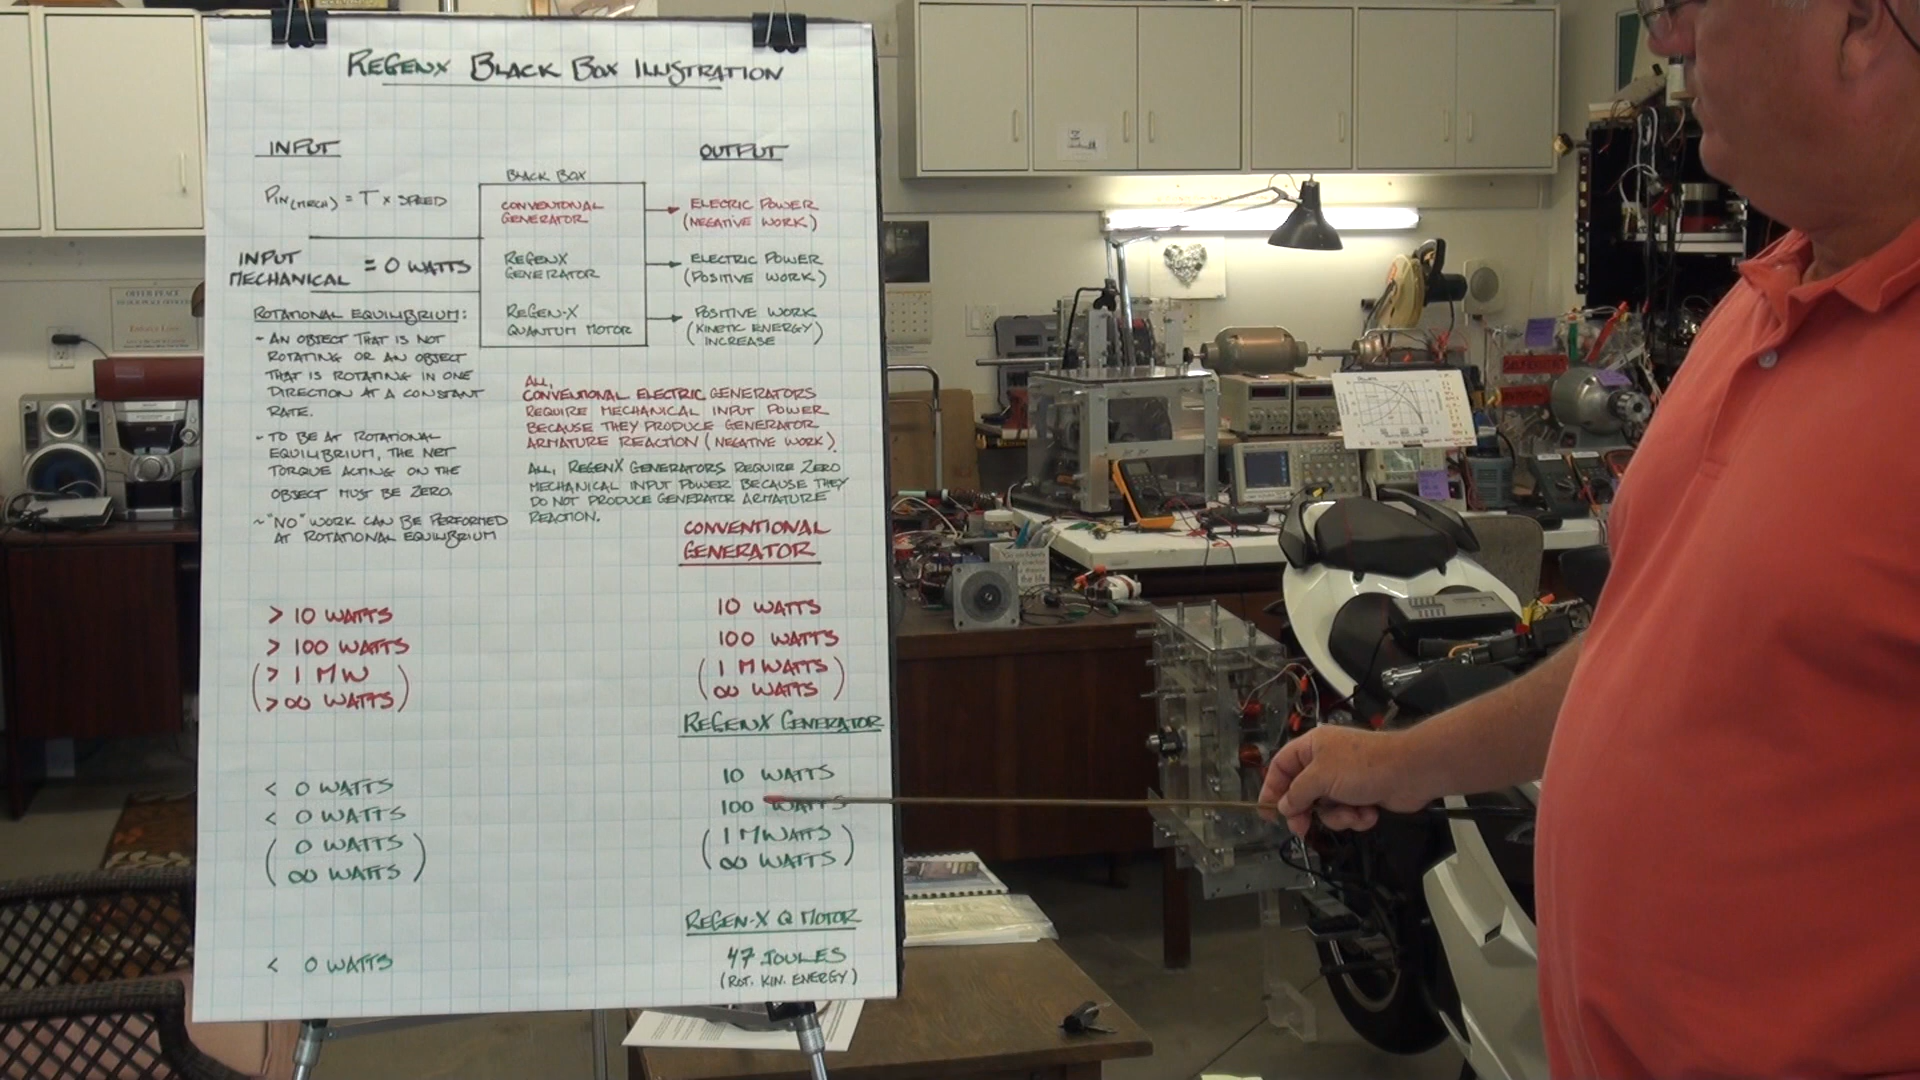 REGENX BLACK BOX ILLUSTRATION
INPUT
OUTPUT
BLACK BOX
PIN(MECH) = T x SPEED
CONVENTIONAL
GENERATOR
ELECTRIC POWER
(NEGATIVE WORK)
INPUT
MECHANICAL = 0 WATTS
REGENX
GENERATOR
ELECTRIC POWER
(POSITIVE WORK)
REGEN-X
QUANTUM MOTOR
POSITIVE WORK
(KINETIC ENERGY)
INCREASE
ROTATIONAL EQUILIBRIUM:
- AN OBJECT THAT IS NOT
ROTATING OR AN OBJECT
THAT IS ROTATING IN ONE
DIRECTION AT A CONSTANT
RATE.
- TO BE AT ROTATIONAL
EQUILIBRIUM, THE NET
TORQUE ACTING ON THE
OBJECT MUST BE ZERO.
~ "NO" WORK CAN BE PERFORMED
AT ROTATIONAL EQUILIBRIUM
ALL,
CONVENTIONAL ELECTRIC GENERATORS
REQUIRE MECHANICAL INPUT POWER
BECAUSE THEY PRODUCE GENERATOR
ARMATURE REACTION (NEGATIVE WORK).
ALL, REGENX GENERATORS REQUIRE ZERO
MECHANICAL INPUT POWER BECAUSE THEY
DO NOT PRODUCE GENERATOR ARMATURE
REACTION.
CONVENTIONAL
GENERATOR
> 10 WATTS
10 WATTS
> 100 WATTS
100 WATTS
(> 1 MW
(1 MWATTS
> ∞ WATTS)
∞ WATTS)
REGENX GENERATOR
< 0 WATTS
10 WATTS
< 0 WATTS
100 WATTS
(0 WATTS
(1 MWATTS
∞ WATTS)
∞ WATTS)
REGEN-X Q MOTOR
< 0 WATTS
47 JOULES
(ROT. KIN. ENERGY)
OFFER PEACE